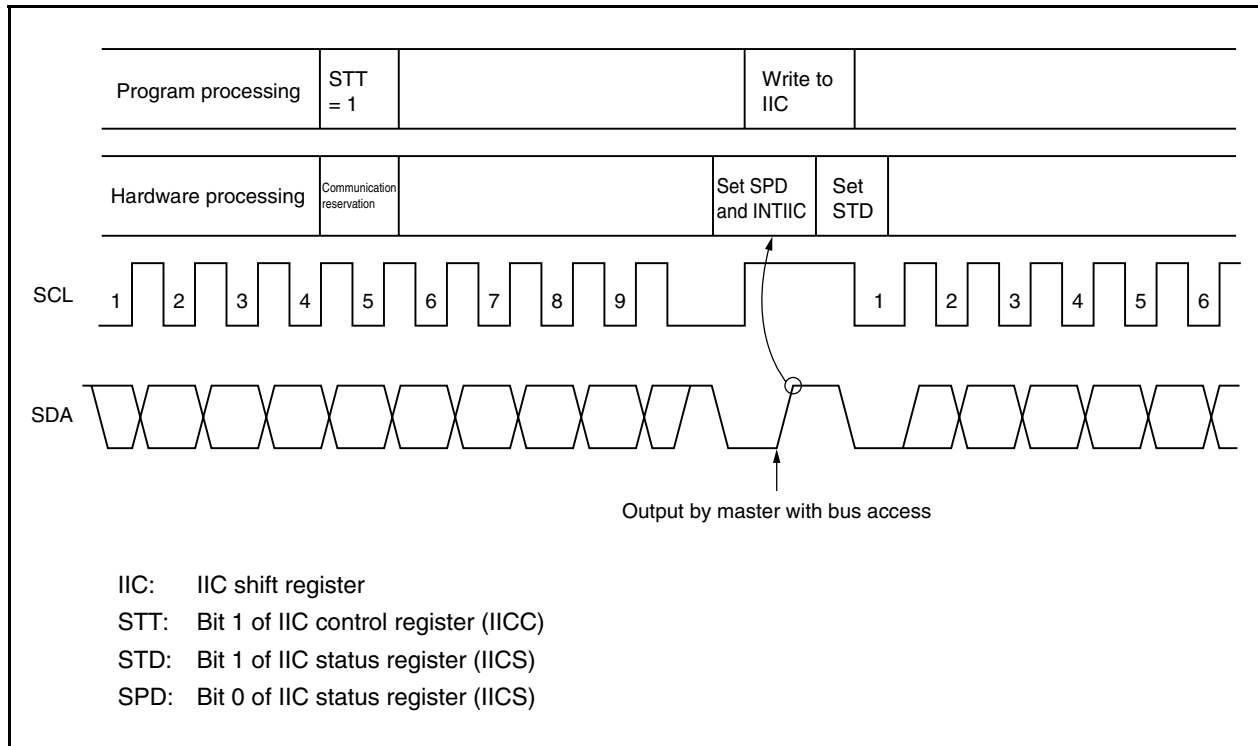 Program processing
STT
= 1
Write to
IIC
Hardware processing
Communication
reservation
Set SPD
and INTIIC
Set
STD
SCL
1 2 3 4 5 6 7 8 9 1 2 3 4 5 6
SDA
Output by master with bus access
IIC: IIC shift register
STT: Bit 1 of IIC control register (IICC)
STD: Bit 1 of IIC status register (IICS)
SPD: Bit 0 of IIC status register (IICS)